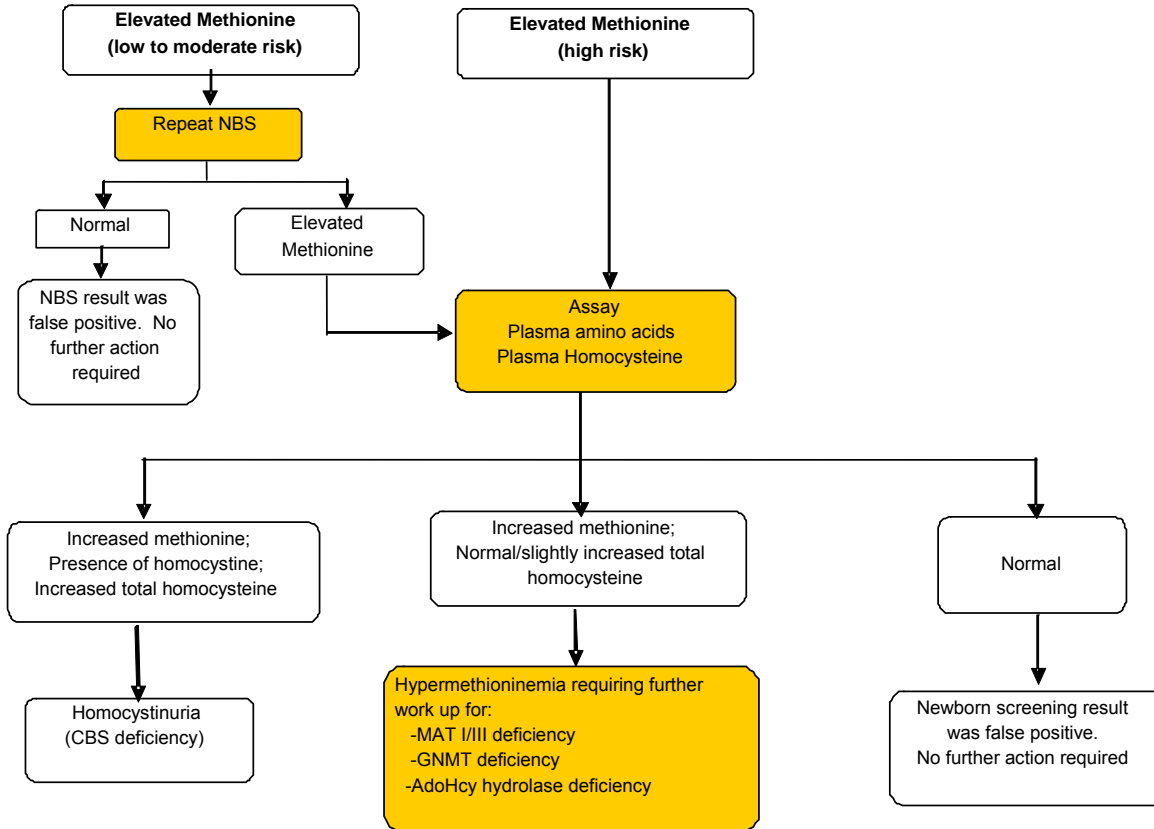 Elevated Methionine
(low to moderate risk)
Elevated Methionine
(high risk)
Repeat NBS
Normal
Elevated
Methionine
NBS result was
false positive. No
further action
required
Assay
Plasma amino acids
Plasma Homocysteine
Increased methionine;
Presence of homocystine;
Increased total homocysteine
Increased methionine;
Normal/slightly increased total
homocysteine
Normal
Homocystinuria
(CBS deficiency)
Hypermethioninemia requiring further
work up for:
-MAT I/III deficiency
-GNMT deficiency
-AdoHcy hydrolase deficiency
Newborn screening result
was false positive.
No further action required